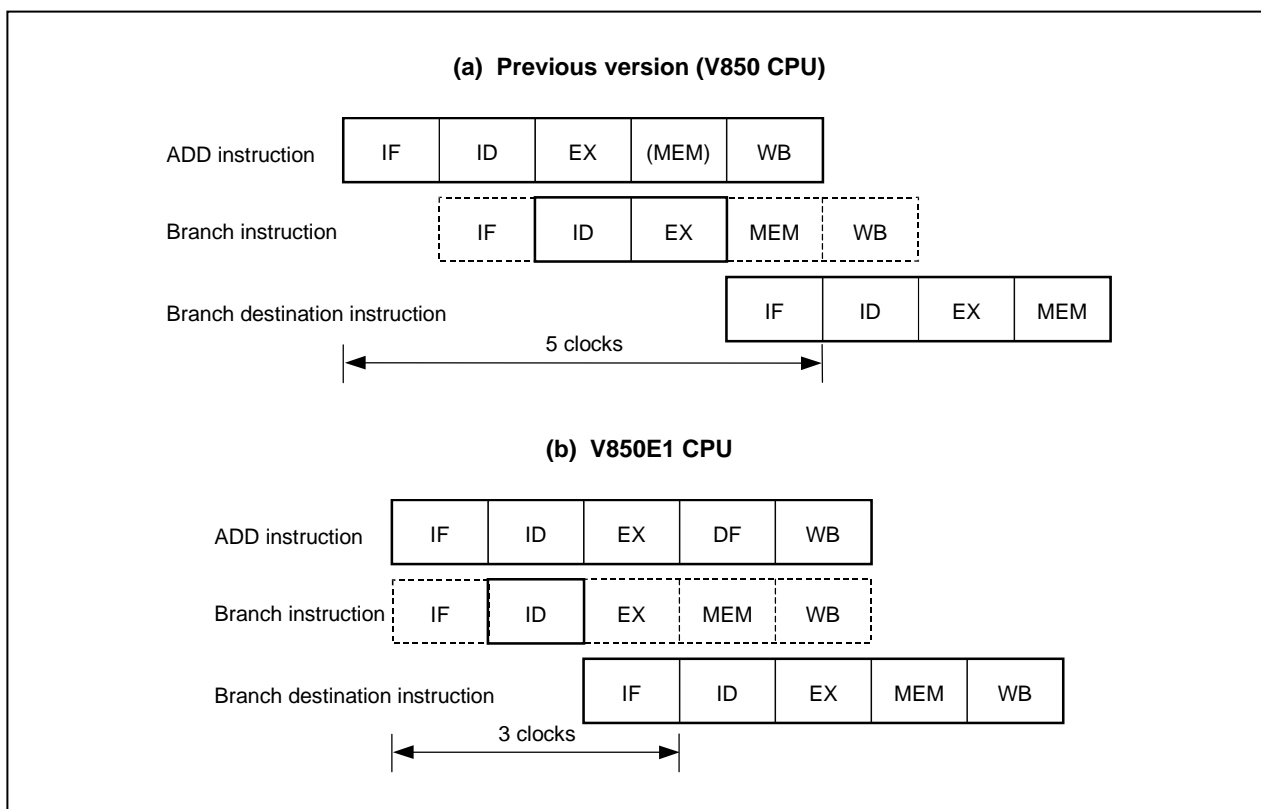 (a) Previous version (V850 CPU)
ADD instruction IF ID EX (MEM) WB
Branch instruction IF ID EX MEM WB
Branch destination instruction IF ID EX MEM
5 clocks
(b) V850E1 CPU
ADD instruction IF ID EX DF WB
Branch instruction IF ID EX MEM WB
Branch destination instruction IF ID EX MEM WB
3 clocks